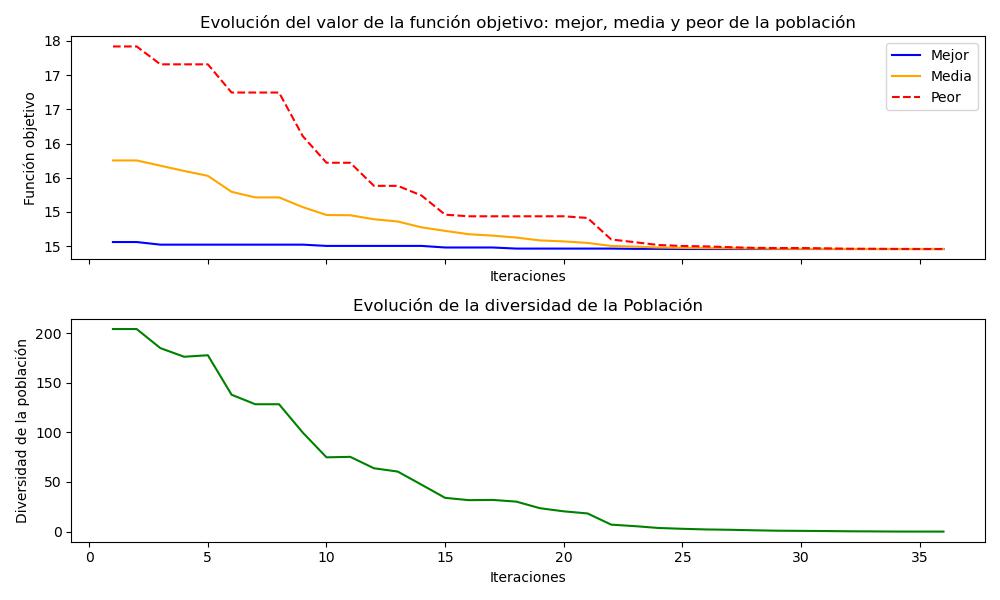 Evolución del valor de la función objetivo: mejor, media y peor de la población
Función objetivo
18
17
17
16
16
15
15
Mejor
Media
Peor
Iteraciones
Evolución de la diversidad de la Población
Diversidad de la población
200
150
100
50
0
0 5 10 15 20 25 30 35
Iteraciones